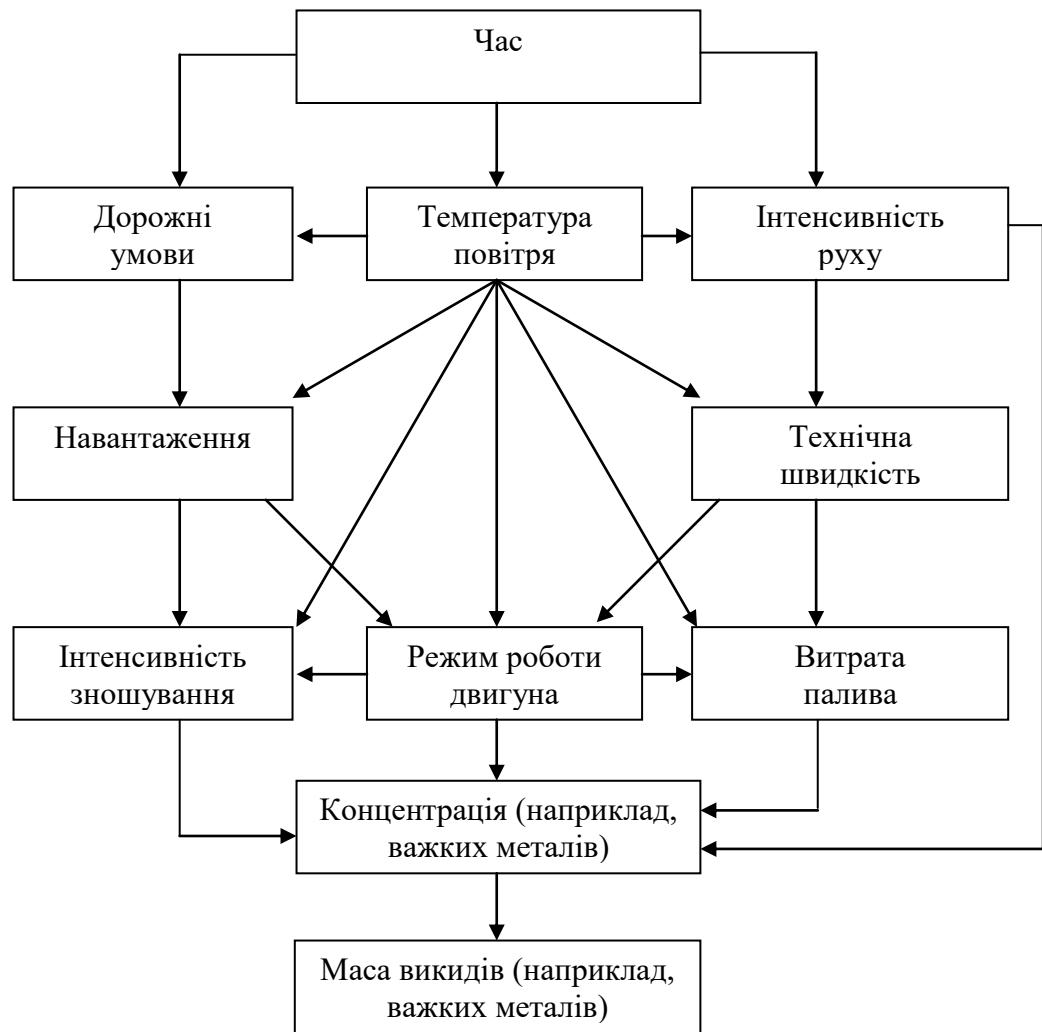 Час
Дорожні
умови
Температура
повітря
Інтенсивність
руху
Навантаження
Технічна
швидкість
Інтенсивність
зношування
Режим роботи
двигуна
Витрата
палива
Концентрація (наприклад,
важких металів)
Маса викидів (наприклад,
важких металів)